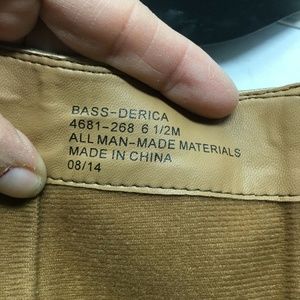 BASS-DERICA
4681-268 6 1/2M
ALL MAN-MADE MATERIALS
MADE IN CHINA
08/14